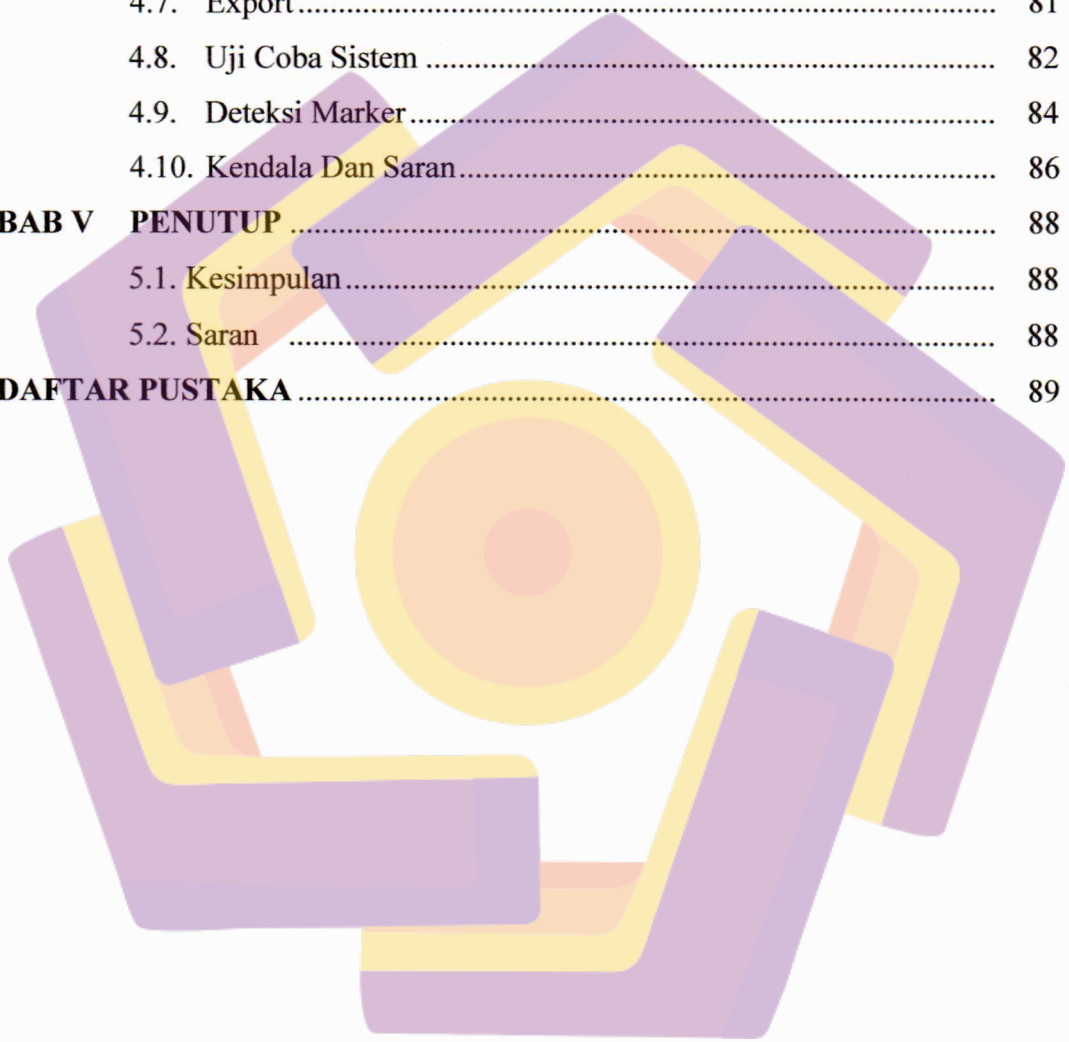 4.7. Export........................................................................................ 81
4.8. Uji Coba Sistem ....................................................................... 82
4.9. Deteksi Marker......................................................................... 84
4.10. Kendala Dan Saran................................................................... 86
BAB V PENUTUP ........................................................................................ 88
5.1. Kesimpulan................................................................................. 88
5.2. Saran ........................................................................................ 88
DAFTAR PUSTAKA ....................................................................................... 89